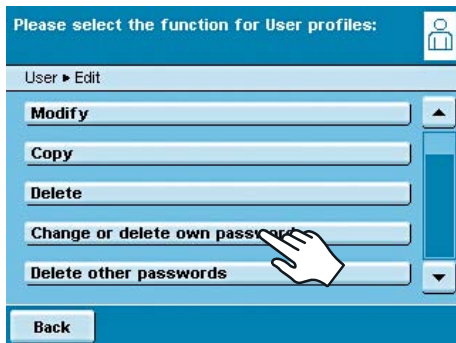 Please select the function for User profiles:
User ▸ Edit
Modify
Copy
Delete
Change or delete own password
Delete other passwords
Back